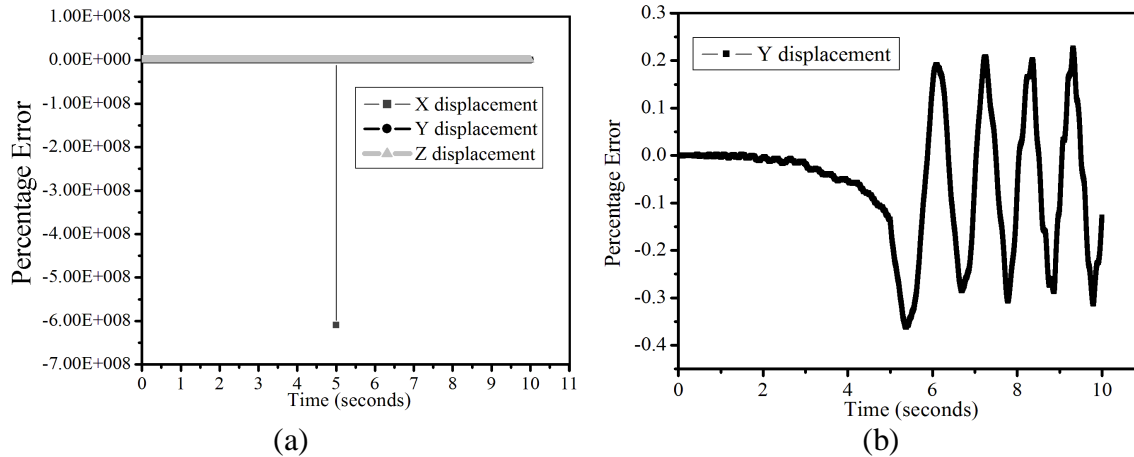 1.00E+008
0.00E+000
-1.00E+008
-2.00E+008
-3.00E+008
-4.00E+008
-5.00E+008
-6.00E+008
-7.00E+008
Percentage Error
X displacement
Y displacement
Z displacement
0 1 2 3 4 5 6 7 8 9 10 11
Time (seconds)
(a)
0.3
0.2
0.1
0.0
-0.1
-0.2
-0.3
-0.4
Percentage Error
Y displacement
0 2 4 6 8 10
Time (seconds)
(b)